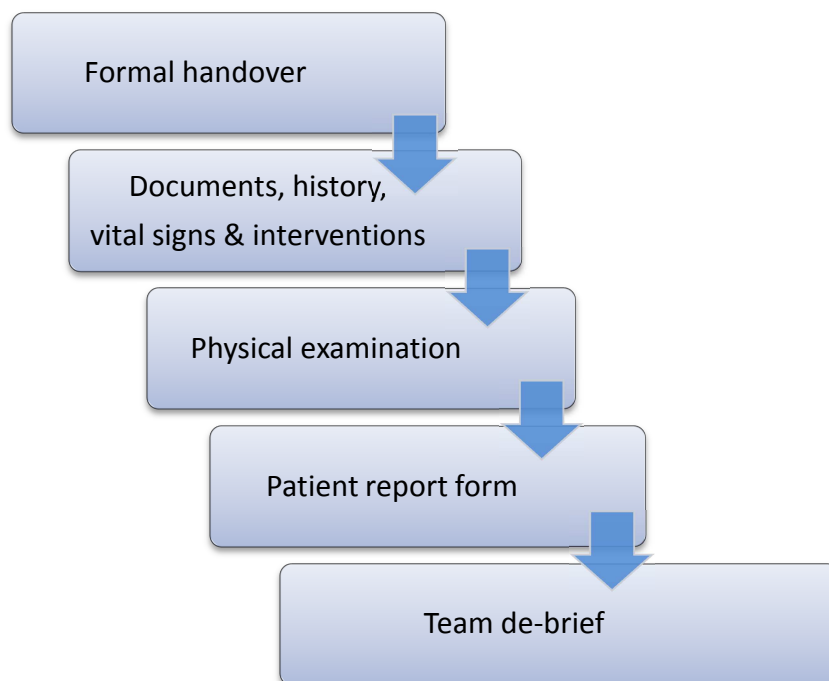 Formal handover
Documents, history,
vital signs & interventions
Physical examination
Patient report form
Team de-brief